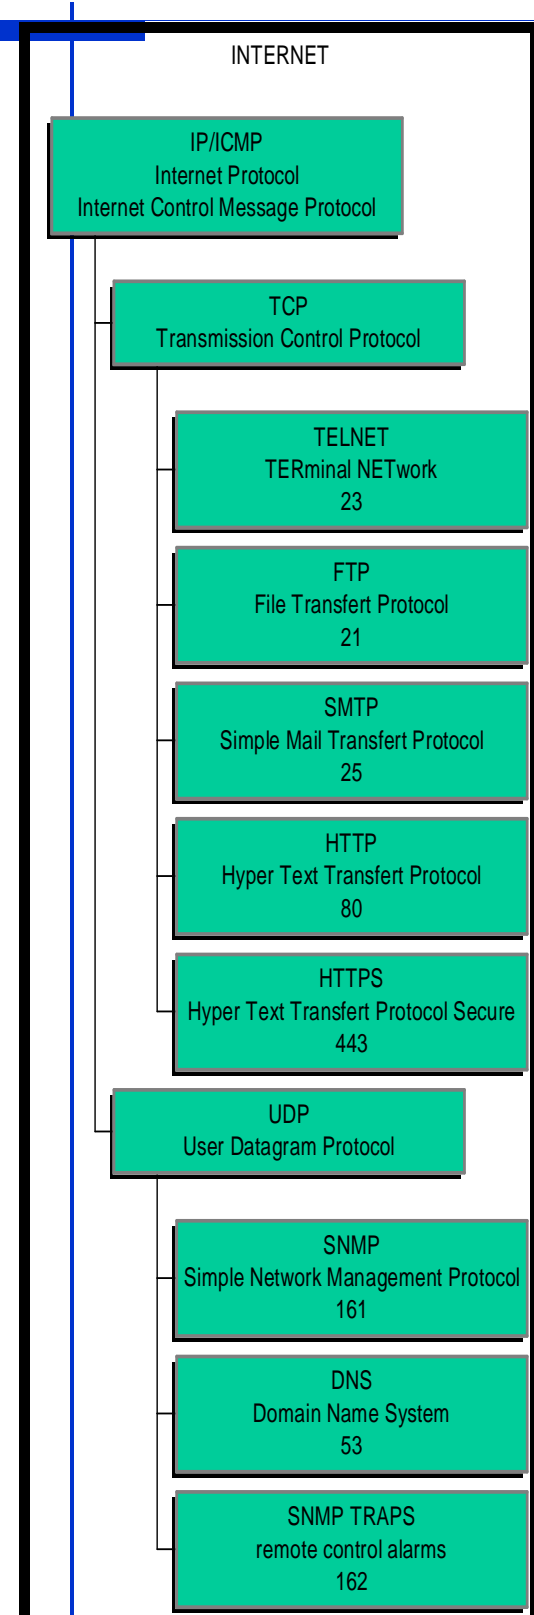 INTERNET
IP/ICMP
Internet Protocol
Internet Control Message Protocol
TCP
Transmission Control Protocol
TELNET
TERminal NETwork
23
FTP
File Transfert Protocol
21
SMTP
Simple Mail Transfert Protocol
25
HTTP
Hyper Text Transfert Protocol
80
HTTPS
Hyper Text Transfert Protocol Secure
443
UDP
User Datagram Protocol
SNMP
Simple Network Management Protocol
161
DNS
Domain Name System
53
SNMP TRAPS
remote control alarms
162